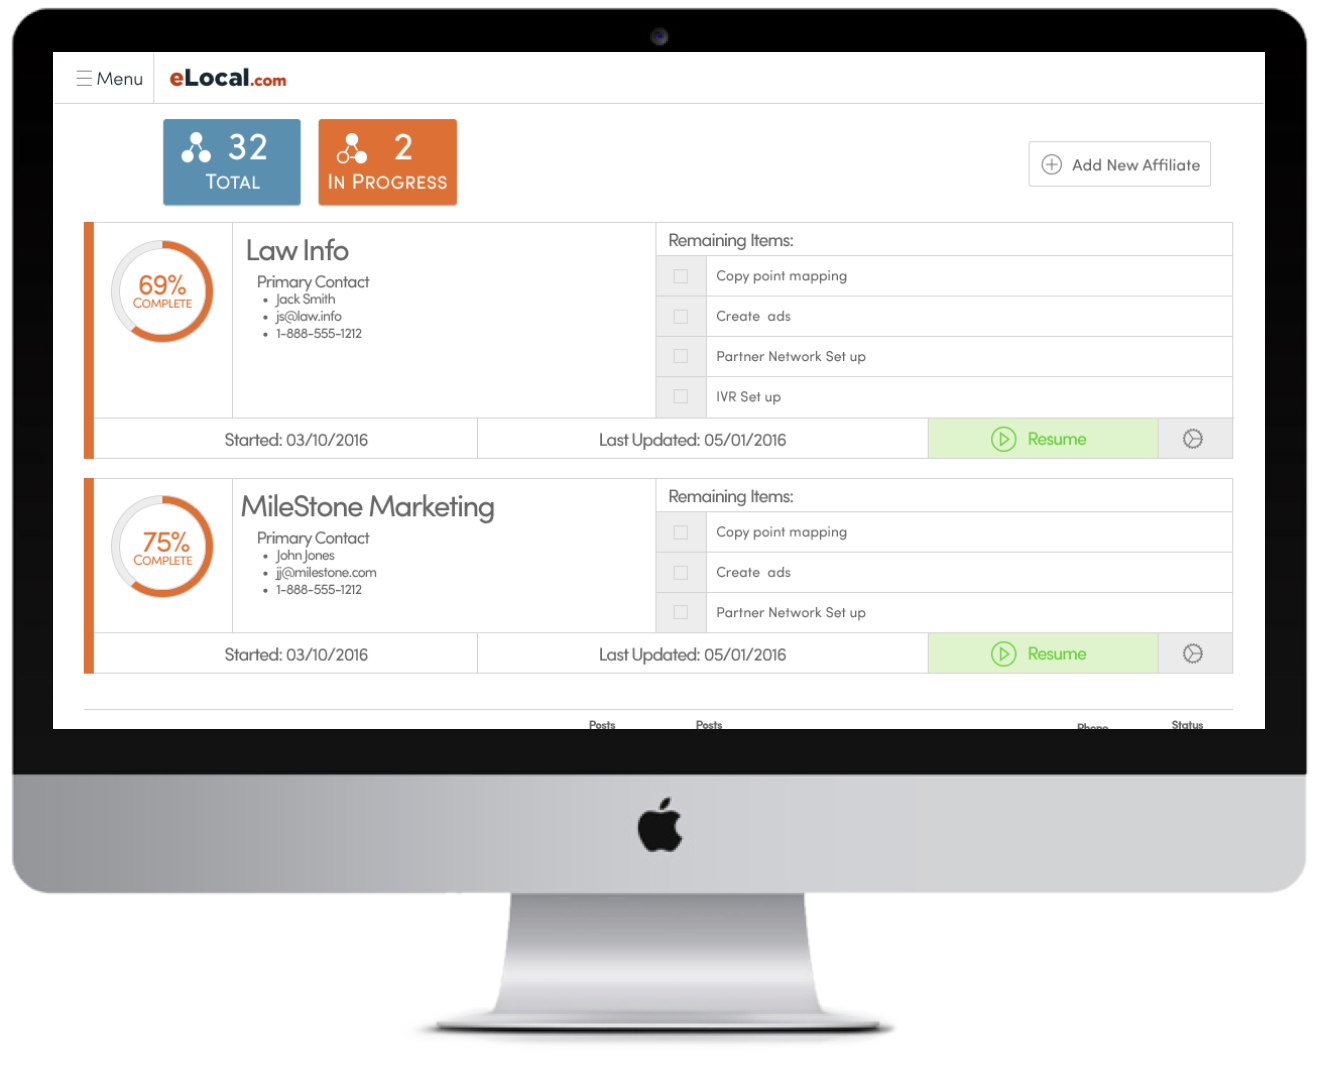 Menu
eLocal.com
32
Total
2
In Progress
Add New Affiliate
69%
Complete
Law Info
Primary Contact
• Jack Smith
• js@law.info
• 1-888-555-1212
Remaining Items:
Copy point mapping
Create ads
Partner Network Set up
IVR Set up
Started: 03/10/2016
Last Updated: 05/01/2016
Resume
75%
Complete
MileStone Marketing
Primary Contact
• John Jones
• jj@milestone.com
• 1-888-555-1212
Remaining Items:
Copy point mapping
Create ads
Partner Network Set up
Started: 03/10/2016
Last Updated: 05/01/2016
Resume
Posts
Posts
Phone
Status